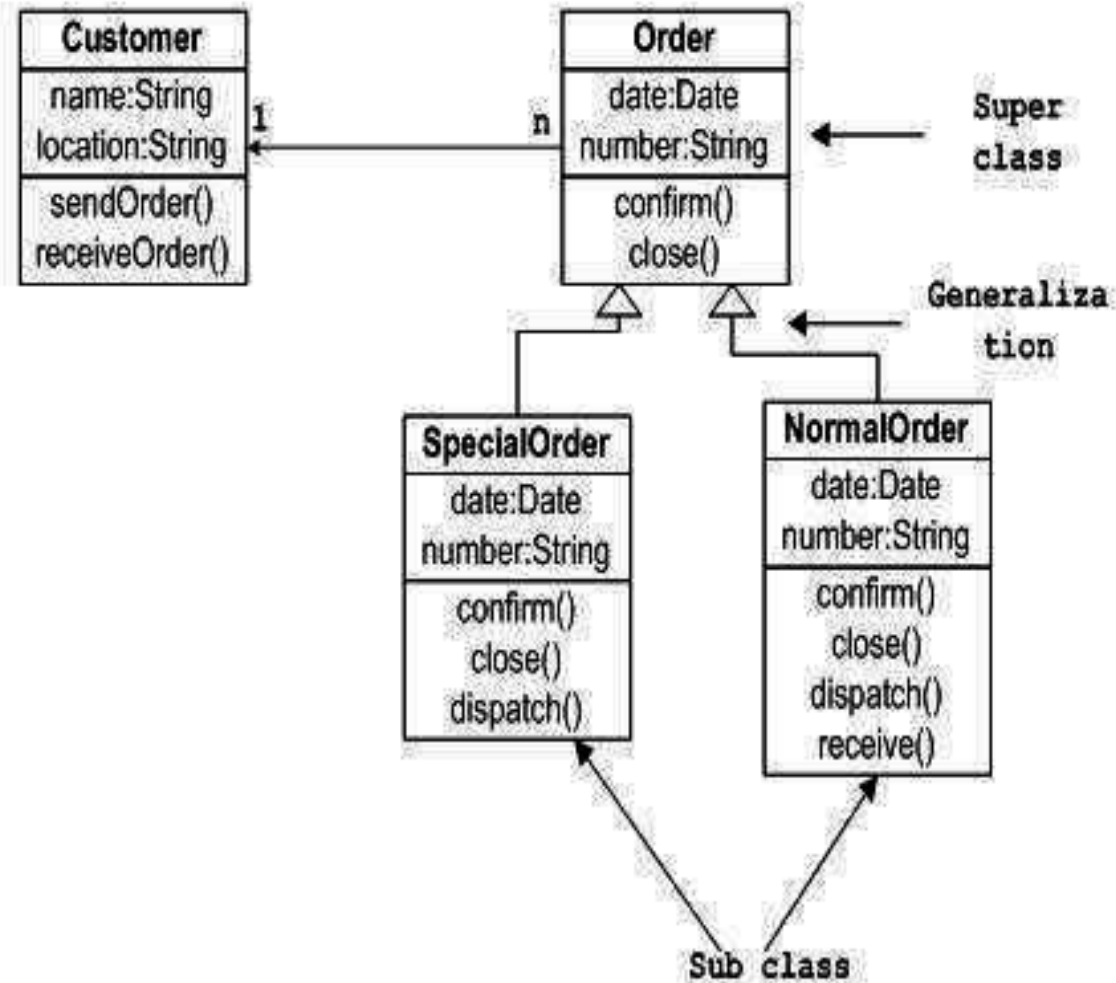 Customer
name:String
location:String
sendOrder()
receiveOrder()
1
n
Order
date:Date
number:String
confirm()
close()
Super
class
Generaliza
tion
SpecialOrder
date:Date
number:String
confirm()
close()
dispatch()
NormalOrder
date:Date
number:String
confirm()
close()
dispatch()
receive()
Sub class